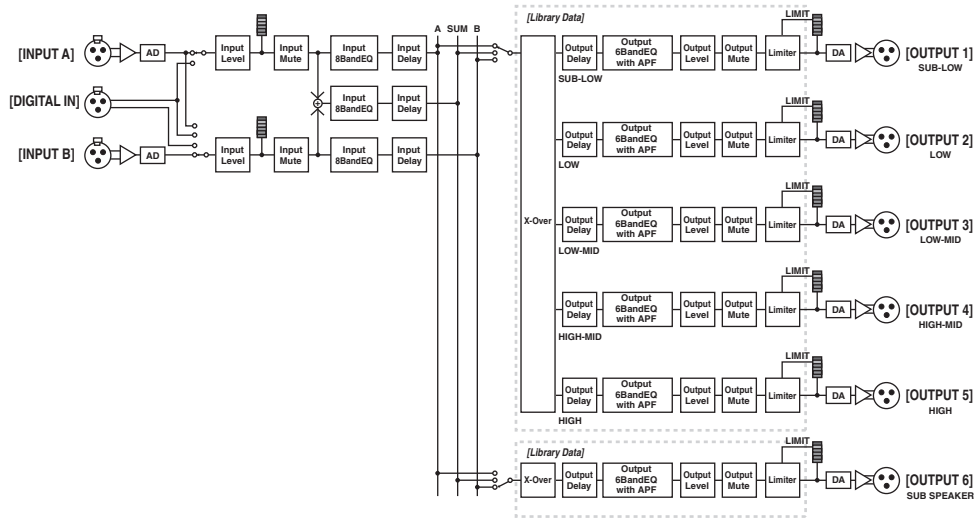 [Library Data]
LIMIT
A SUM B
[INPUT A]
AD
Input
Level
Input
Mute
Input
8BandEQ
Input
Delay
Output
Delay
Output
6BandEQ
with APF
Output
Level
Output
Mute
Limiter
DA
[OUTPUT 1]
SUB-LOW
SUB-LOW
[DIGITAL IN]
Input
8BandEQ
Input
Delay
LIMIT
[INPUT B]
AD
Input
Level
Input
Mute
Input
8BandEQ
Input
Delay
Output
Delay
Output
6BandEQ
with APF
Output
Level
Output
Mute
Limiter
DA
[OUTPUT 2]
LOW
LOW
LIMIT
X-Over
Output
Delay
Output
6BandEQ
with APF
Output
Level
Output
Mute
Limiter
DA
[OUTPUT 3]
LOW-MID
LOW-MID
LIMIT
Output
Delay
Output
6BandEQ
with APF
Output
Level
Output
Mute
Limiter
DA
[OUTPUT 4]
HIGH-MID
HIGH-MID
LIMIT
Output
Delay
Output
6BandEQ
with APF
Output
Level
Output
Mute
Limiter
DA
[OUTPUT 5]
HIGH
HIGH
[Library Data]
LIMIT
X-Over
Output
Delay
Output
6BandEQ
with APF
Output
Level
Output
Mute
Limiter
DA
[OUTPUT 6]
SUB SPEAKER